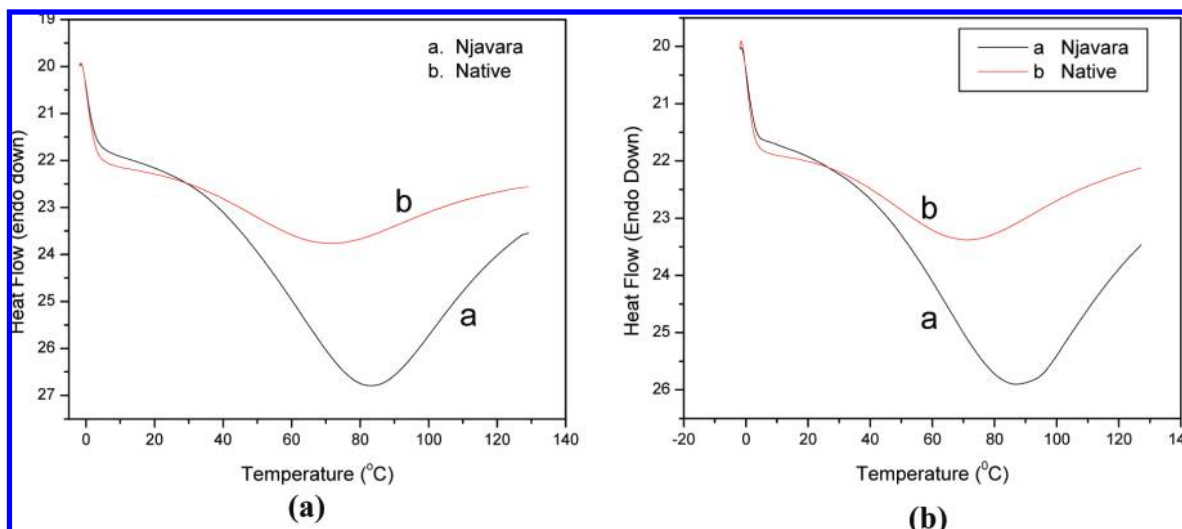 19
20
21
22
23
24
25
26
27
Heat Flow (endo down)
a. Njavara
b. Native
b
a
0 20 40 60 80 100 120 140
Temperature (°C)
(a)
20
21
22
23
24
25
26
Heat Flow (Endo Down)
a Njavara
b Native
b
a
-20 0 20 40 60 80 100 120 14
Temperature (⁰C)
(b)